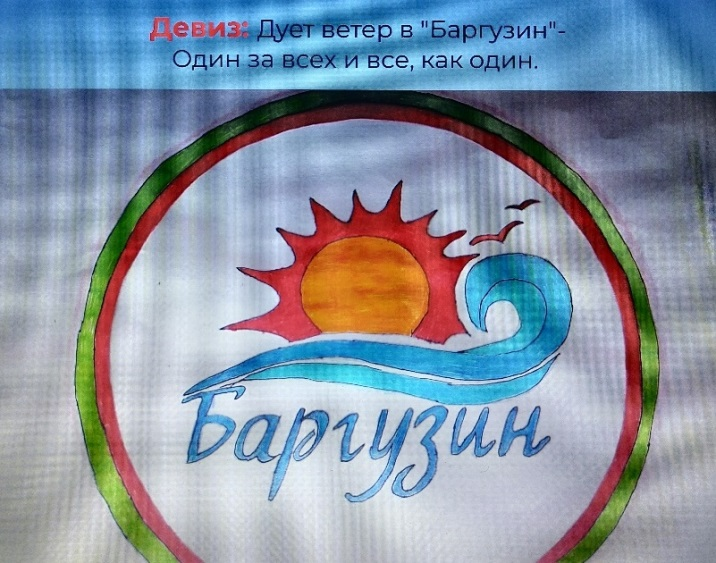 Девиз: Дует ветер в "Баргузин"-
Один за всех и все, как один.
Баргузин